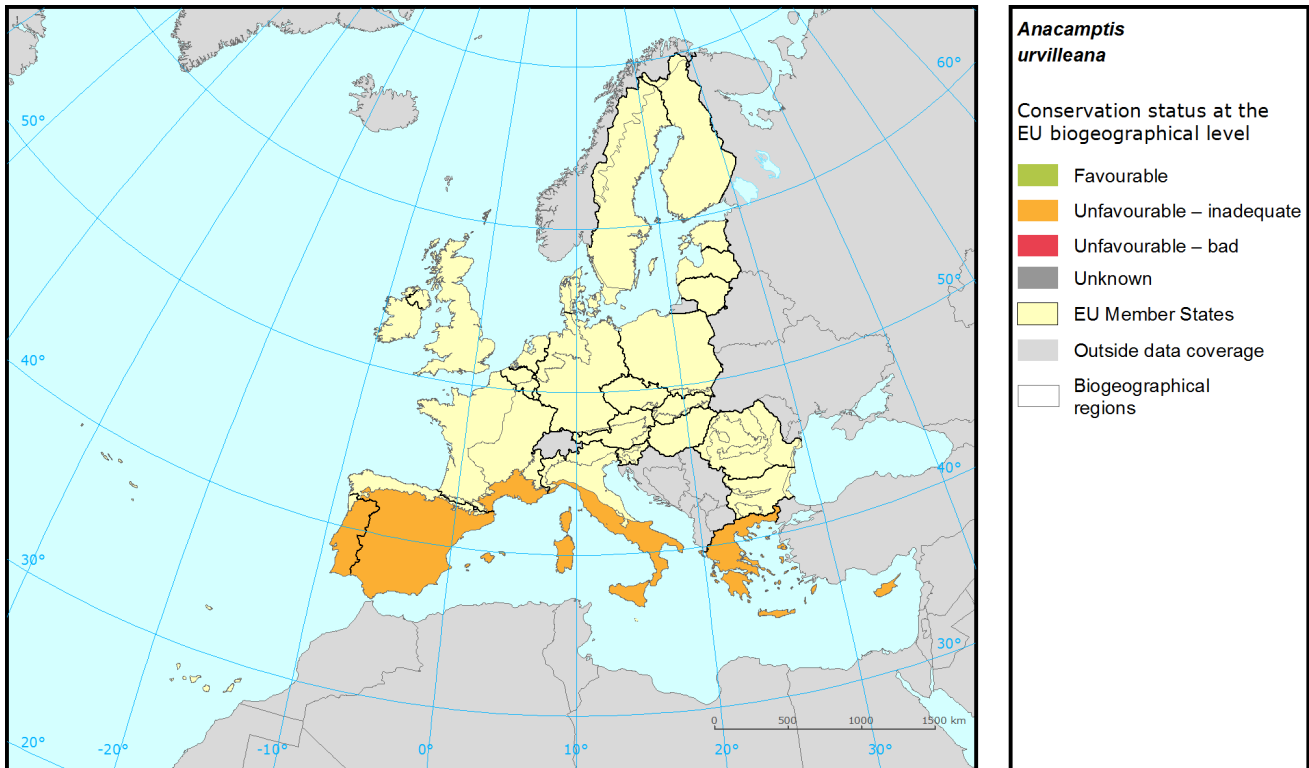 60°
50°
50°
40°
40°
30°
30°
20°
-20°
-10°
0°
10°
20°
30°
0 500 1000 1500 km
Anacamptis
urvilleana
Conservation status at the
EU biogeographical level
Favourable
Unfavourable – inadequate
Unfavourable – bad
Unknown
EU Member States
Outside data coverage
Biogeographical
regions